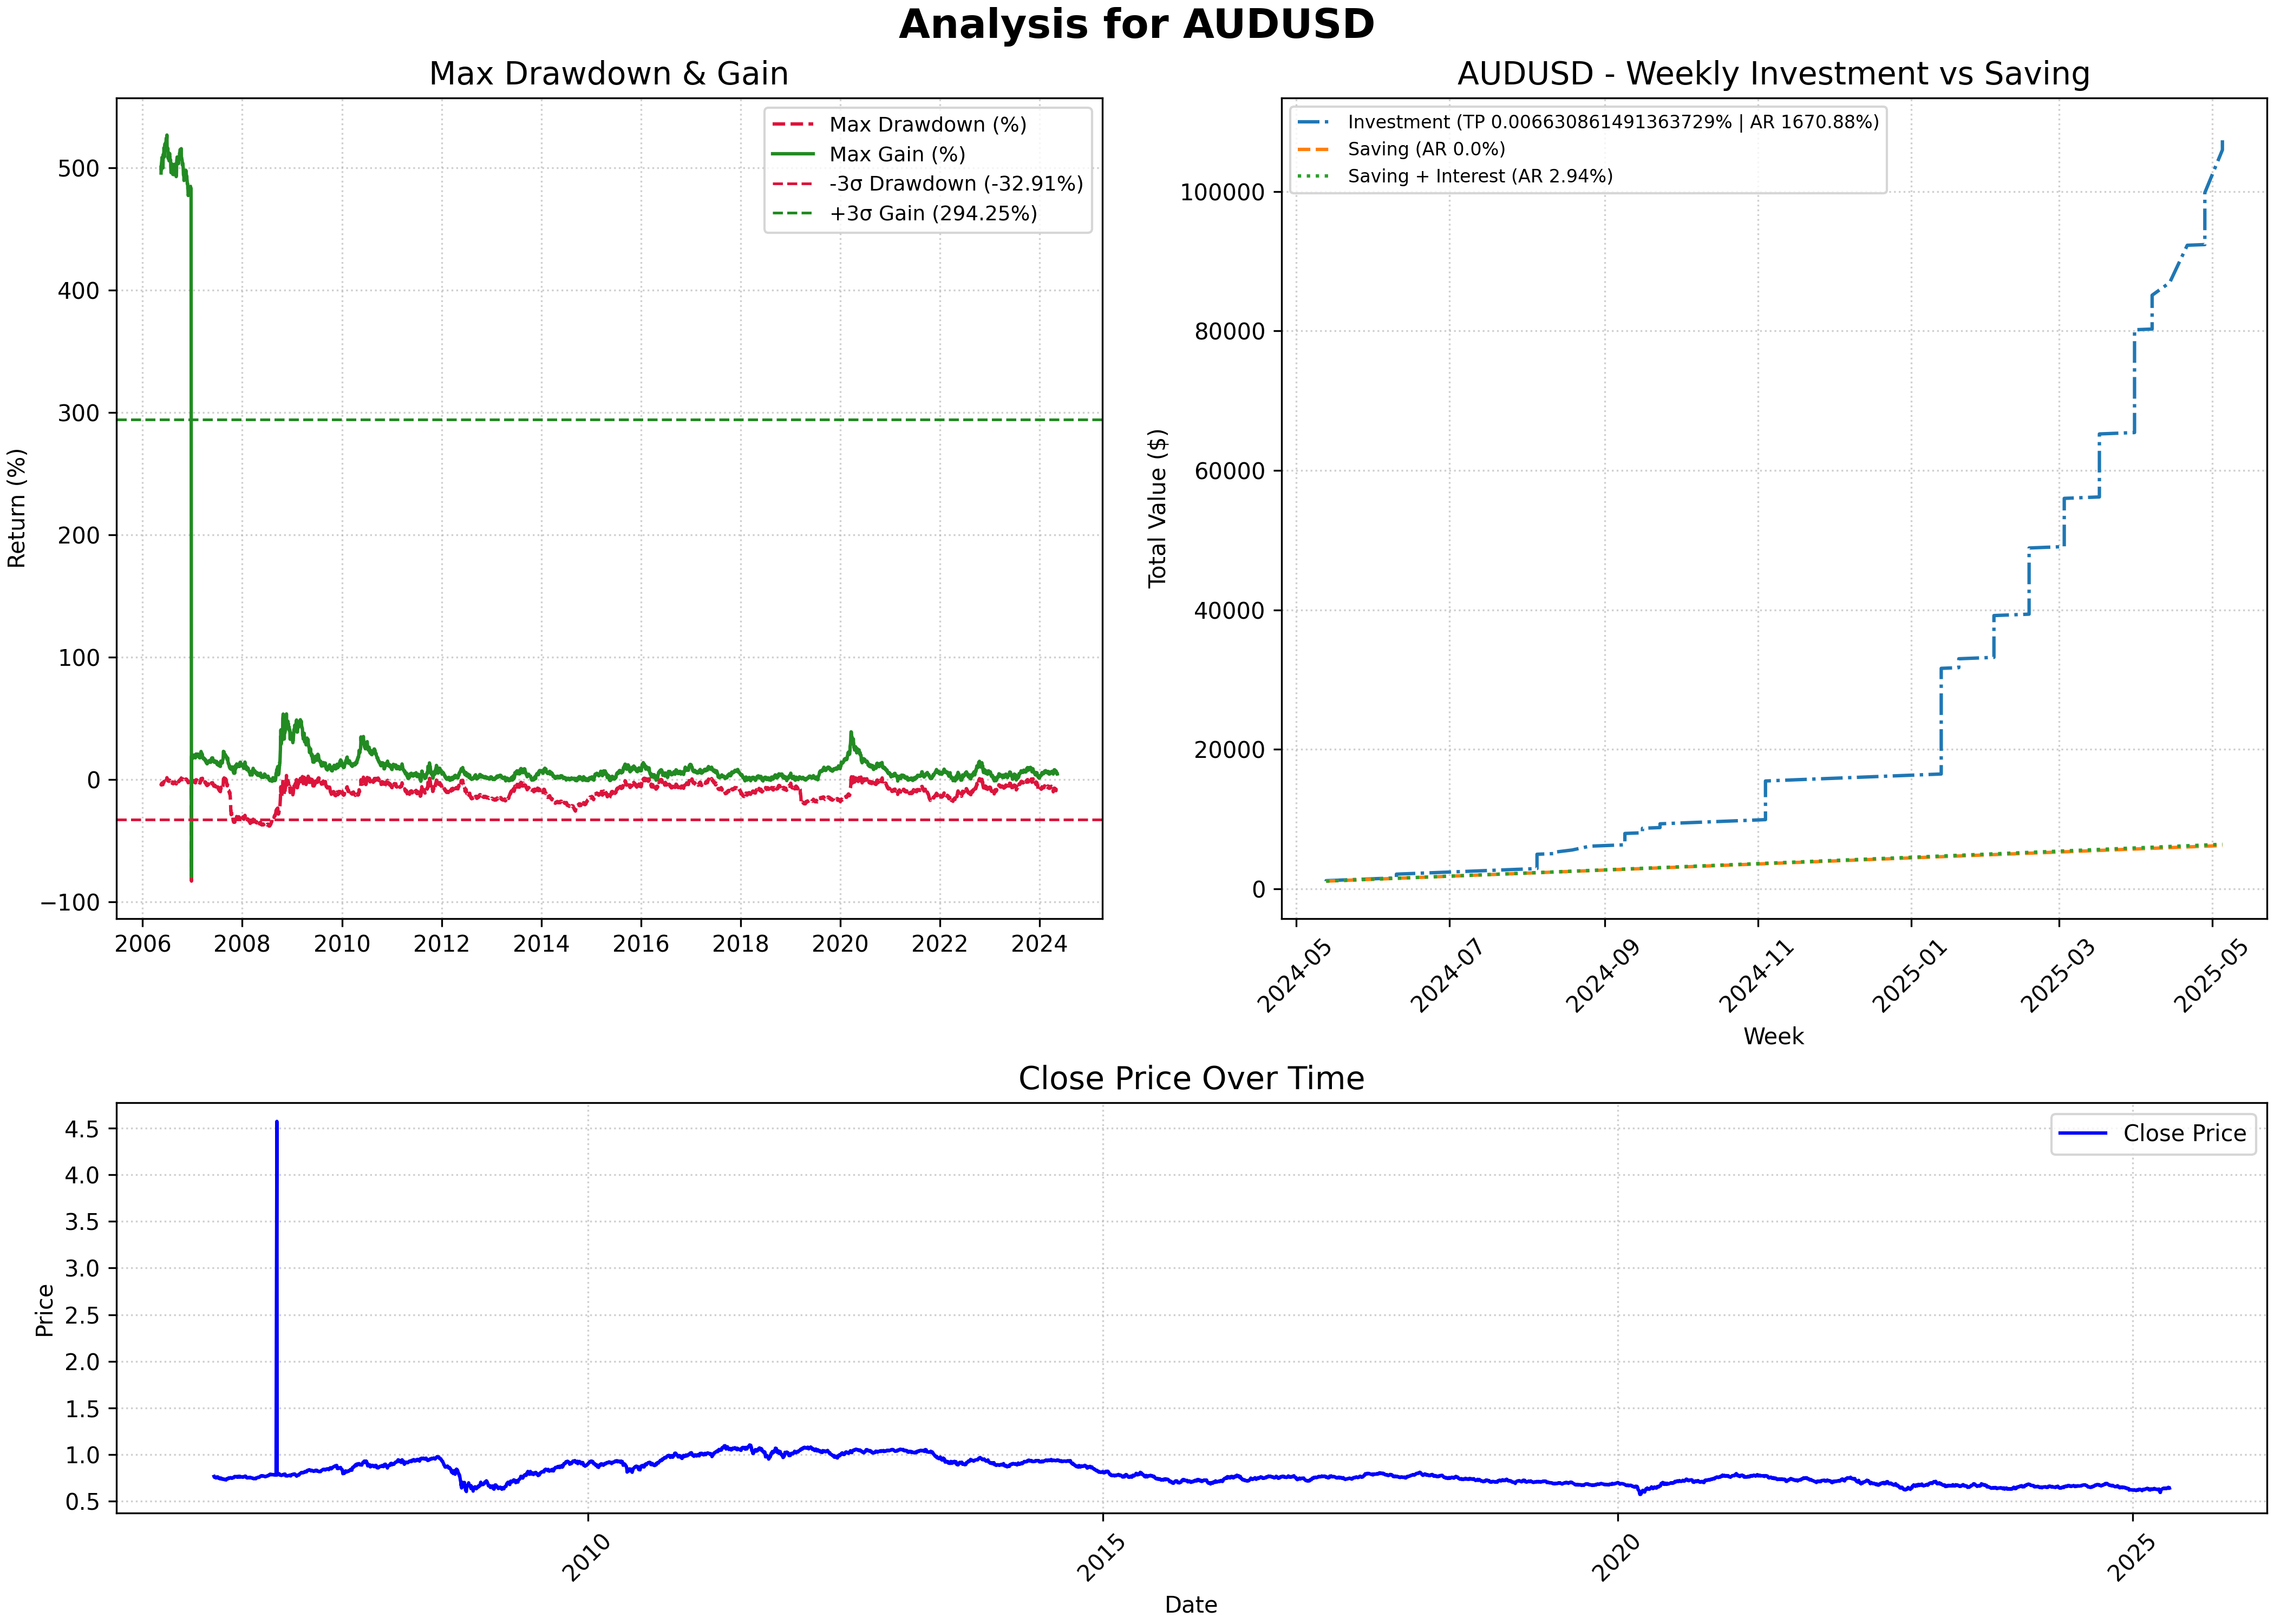 Analysis for AUDUSD
Max Drawdown & Gain
Return (%)
500
400
300
200
100
0
−100
2006 2008 2010 2012 2014 2016 2018 2020 2022 2024
Max Drawdown (%)
Max Gain (%)
-3σ Drawdown (-32.91%)
+3σ Gain (294.25%)
AUDUSD - Weekly Investment vs Saving
Total Value ($)
100000
80000
60000
40000
20000
0
Investment (TP 0.006630861491363729% | AR 1670.88%)
Saving (AR 0.0%)
Saving + Interest (AR 2.94%)
2024-05 2024-07 2024-09 2024-11 2025-01 2025-03 2025-05
Week
Close Price Over Time
Price
4.5
4.0
3.5
3.0
2.5
2.0
1.5
1.0
0.5
Close Price
2010 2015 2020 2025
Date